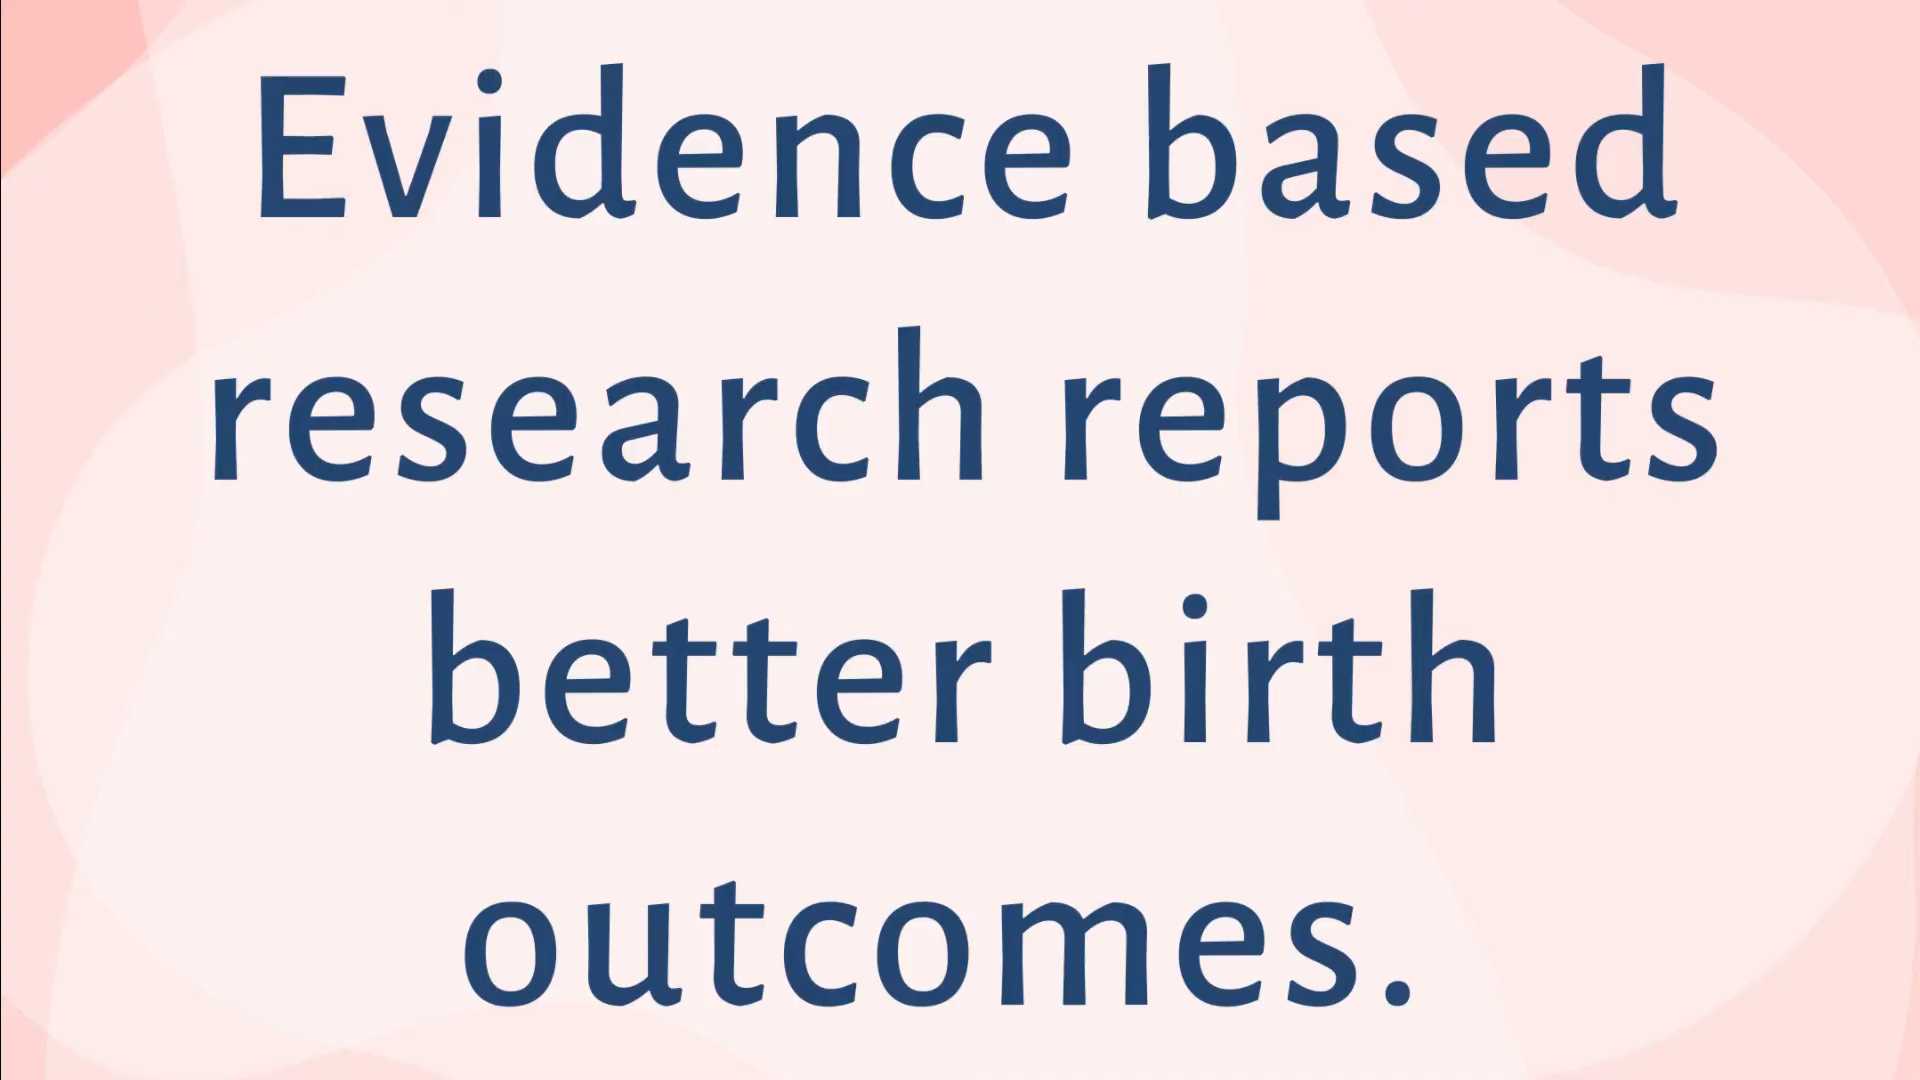 Evidence based
research reports
better birth
outcomes.